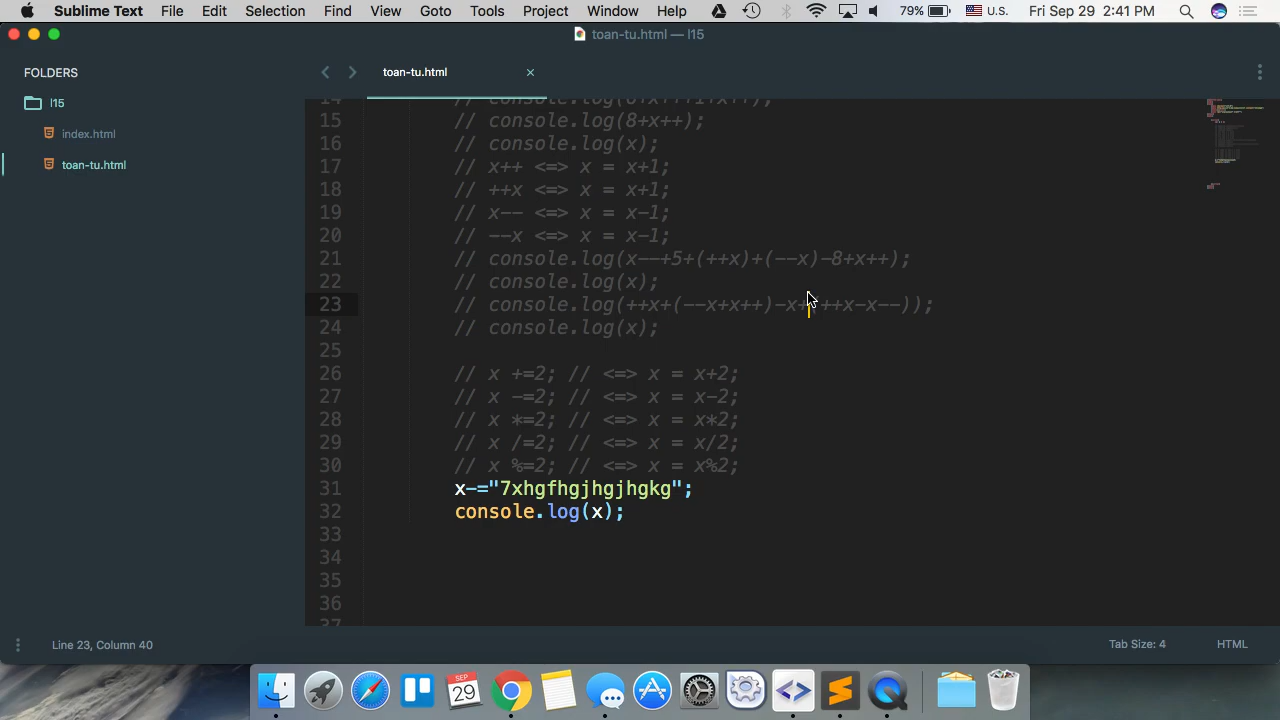 Sublime Text File Edit Selection Find View Goto Tools Project Window Help 79% U.S. Fri Sep 29 2:41 PM
toan-tu.html — l15
FOLDERS
l15
index.html
toan-tu.html
toan-tu.html ×
15 // console.log(8+x++);
16 // console.log(x);
17 // x++ <=> x = x+1;
18 // ++x <=> x = x+1;
19 // x-- <=> x = x-1;
20 // --x <=> x = x-1;
21 // console.log(x--+5+(++x)+(--x)-8+x++);
22 // console.log(x);
23 // console.log(++x+(--x+x++)-x+(++x-x--));
24 // console.log(x);
25
26 // x +=2; // <=> x = x+2;
27 // x -=2; // <=> x = x-2;
28 // x *=2; // <=> x = x*2;
29 // x /=2; // <=> x = x/2;
30 // x %=2; // <=> x = x%2;
31 x-="7xhgfhgjhgjhgkg";
32 console.log(x);
33
34
35
36
Line 23, Column 40 Tab Size: 4 HTML
SEP
29